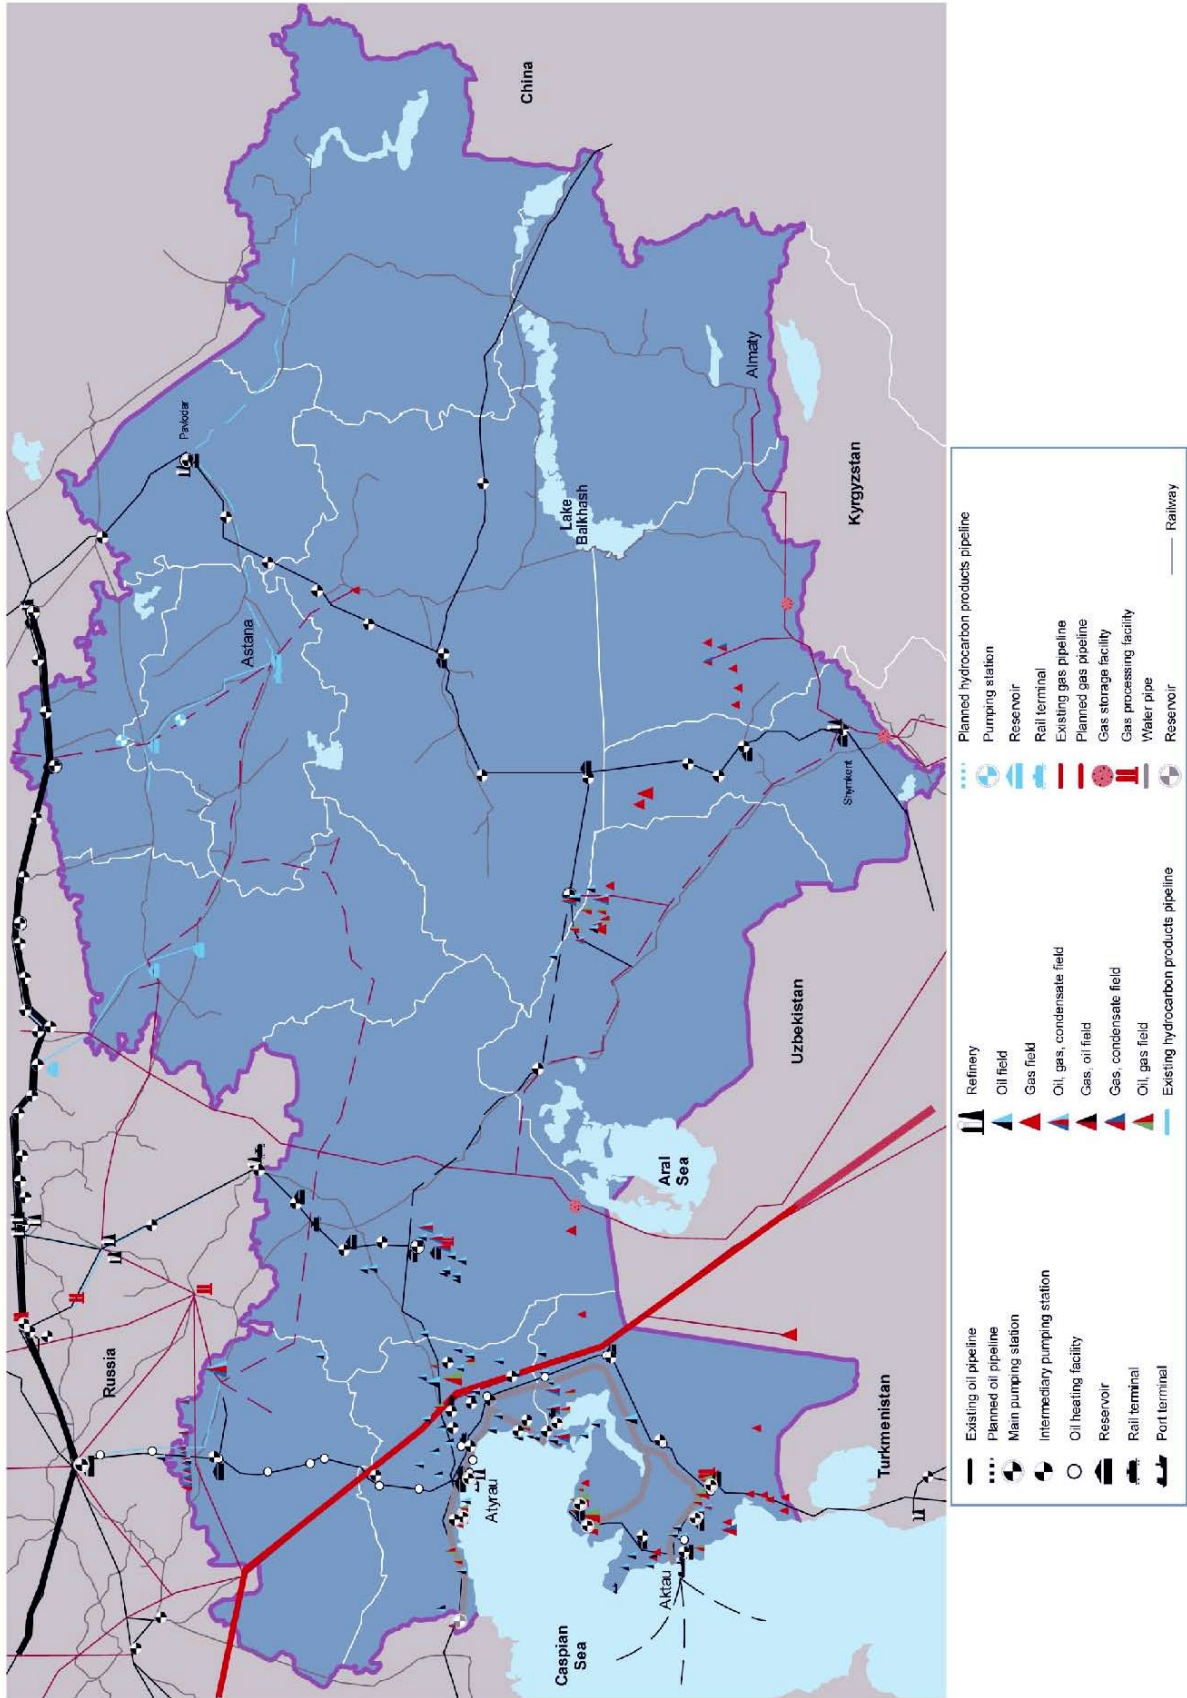 Russia
China
Pavlodar
Astana
Lake
Balkhash
Almaty
Kyrgyzstan
Shymkent
Uzbekistan
Aral
Sea
Atyrau
Aktau
Caspian
Sea
Turkmenistan
Existing oil pipeline
Planned oil pipeline
Main pumping station
Intermediary pumping station
Oil heating facility
Reservoir
Rail terminal
Port terminal
Refinery
Oil field
Gas field
Oil, gas, condensate field
Gas, oil field
Gas, condensate field
Oil, gas field
Existing hydrocarbon products pipeline
Planned hydrocarbon products pipeline
Pumping station
Reservoir
Rail terminal
Existing gas pipeline
Planned gas pipeline
Gas storage facility
Gas processing facility
Water pipe
Reservoir
Railway